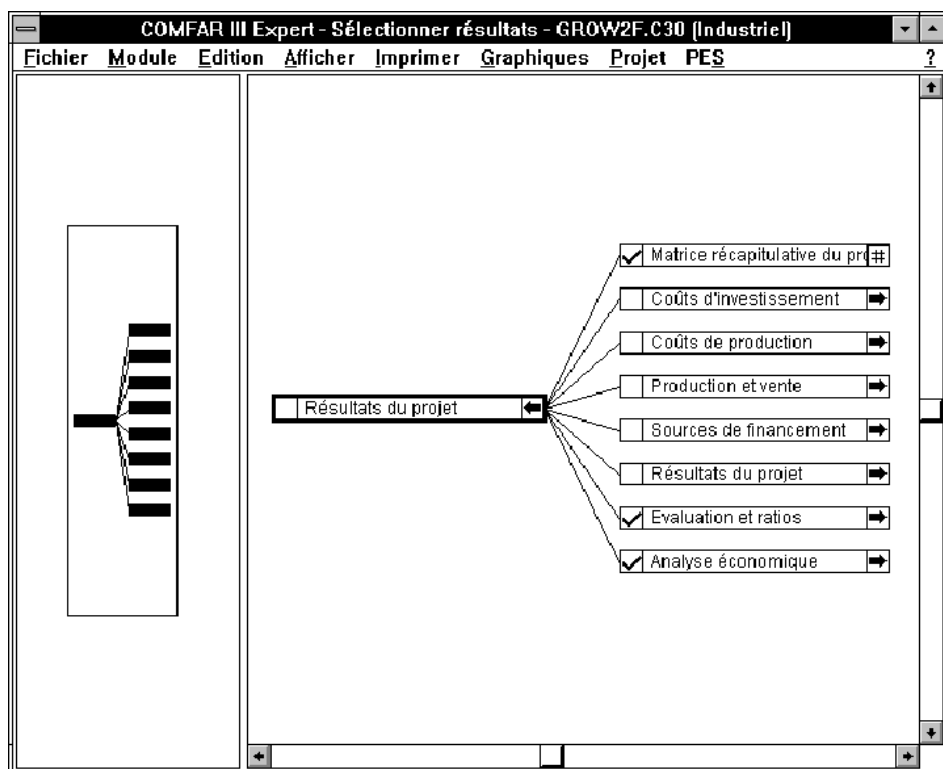 COMFAR III Expert - Sélectionner résultats - GROW2F.C30 (Industriel)
Fichier Module Edition Afficher Imprimer Graphiques Projet PES ?
Matrice récapitulative du pro #
Coûts d'investissement
Coûts de production
Production et vente
Résultats du projet
Sources de financement
Résultats du projet
Evaluation et ratios
Analyse économique